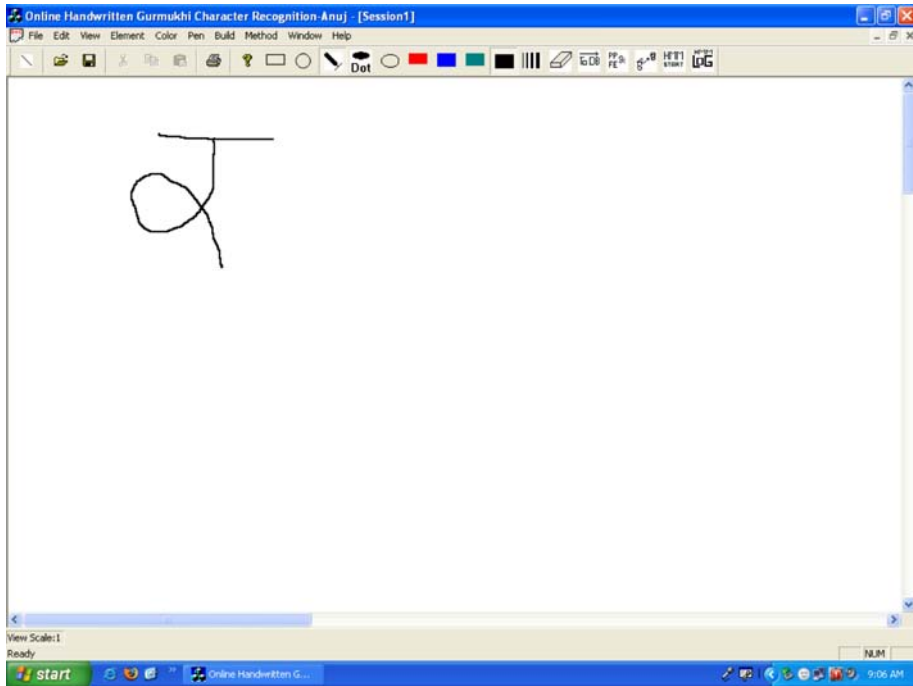 Online Handwritten Gurmukhi Character Recognition-Anuj - [Session1]
File Edit View Element Color Pen Build Method Window Help
Dot
ਨ
View Scale:1
Ready NUM
start Online Handwritten G... 9:06 AM